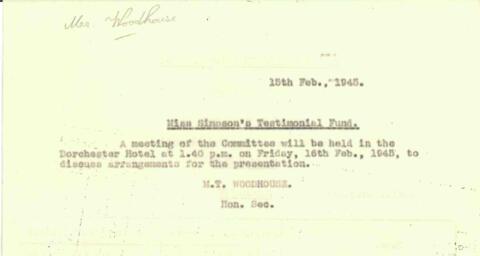 Mrs. Woodhouse
15th Feb., 1945.
Miss Simpson's Testimonial Fund.
A meeting of the Committee will be held in the
Dorchester Hotel at 1.40 p.m. on Friday, 16th Feb., 1945, to
discuss arrangements for the presentation.
M.T. WOODHOUSE.
Hon. Sec.